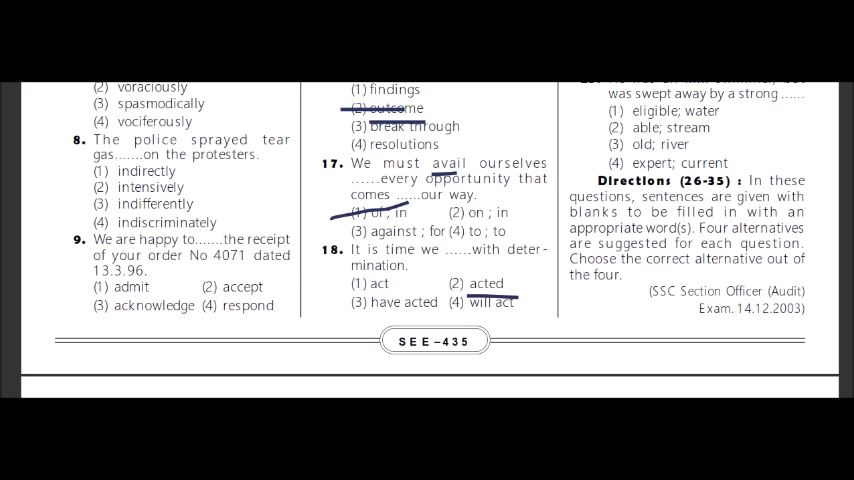 (2) voraciously
(3) spasmodically
(4) vociferously
8. The police sprayed tear
gas.......on the protesters.
(1) indirectly
(2) intensively
(3) indifferently
(4) indiscriminately
9. We are happy to.......the receipt
of your order No 4071 dated
13.3.96.
(1) admit (2) accept
(3) acknowledge (4) respond
(1) findings
(2) outcome
(3) break through
(4) resolutions
17. We must avail ourselves
......every opportunity that
comes ......our way.
(1) of ; in (2) on ; in
(3) against ; for (4) to ; to
18. It is time we ......with deter-
mination.
(1) act (2) acted
(3) have acted (4) will act
was swept away by a strong ......
(1) eligible; water
(2) able; stream
(3) old; river
(4) expert; current
Directions (26-35) : In these
questions, sentences are given with
blanks to be filled in with an
appropriate word(s). Four alternatives
are suggested for each question.
Choose the correct alternative out of
the four.
(SSC Section Officer (Audit)
Exam. 14.12.2003)
SEE-435